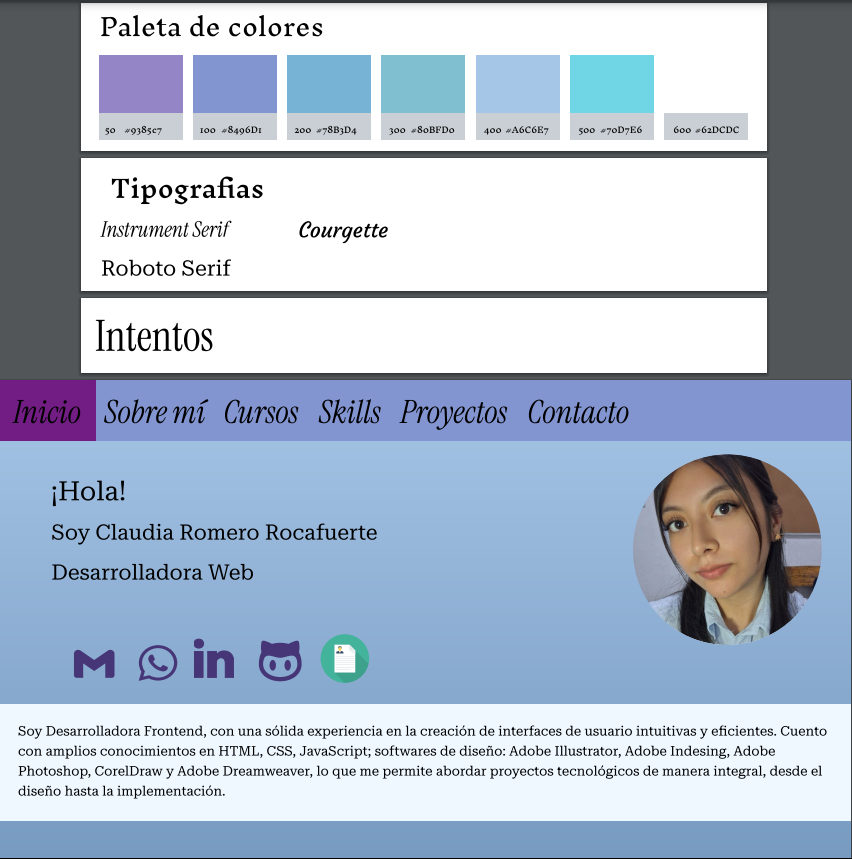 Paleta de colores
50 #9385c7
100 #8496D1
200 #78B3D4
300 #80BFD0
400 #A6C6E7
500 #70D7E6
600 #62DCDC
Tipografias
Instrument Serif
Courgette
Roboto Serif
Intentos
Inicio Sobre mí Cursos Skills Proyectos Contacto
¡Hola!
Soy Claudia Romero Rocafuerte
Desarrolladora Web
in
Soy Desarrolladora Frontend, con una sólida experiencia en la creación de interfaces de usuario intuitivas y eficientes. Cuento
con amplios conocimientos en HTML, CSS, JavaScript; softwares de diseño: Adobe Illustrator, Adobe Indesing, Adobe
Photoshop, CorelDraw y Adobe Dreamweaver, lo que me permite abordar proyectos tecnológicos de manera integral, desde el
diseño hasta la implementación.